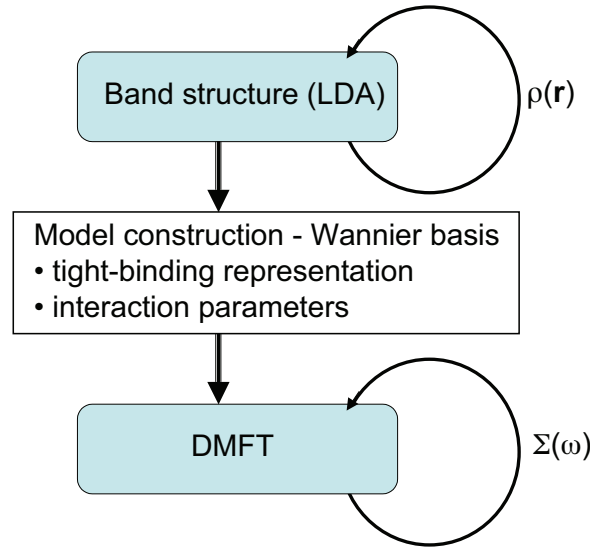 Band structure (LDA)
ρ(r)
Model construction - Wannier basis
• tight-binding representation
• interaction parameters
DMFT
Σ(ω)